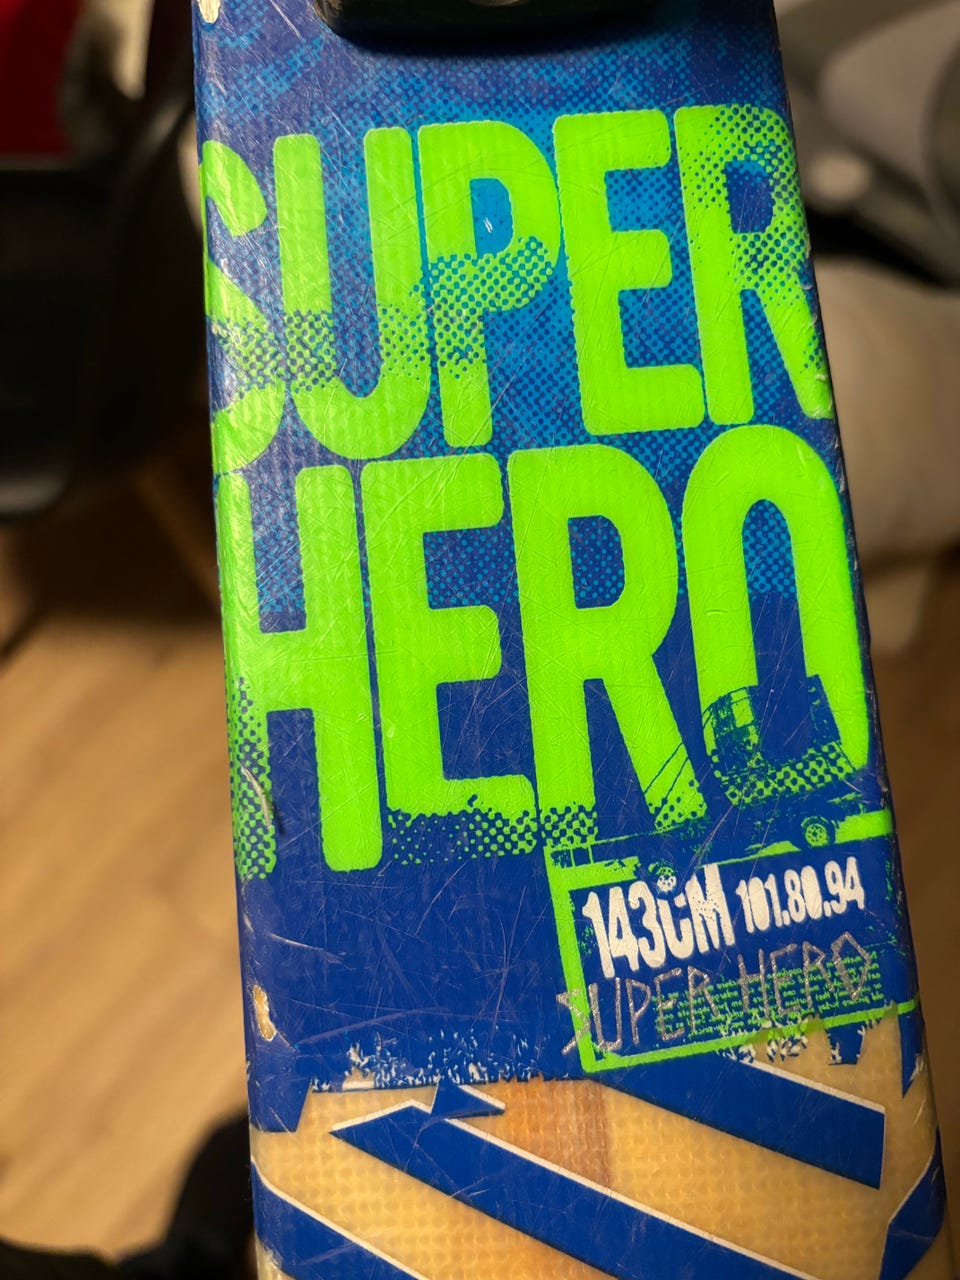 SUPER
HERO
143CM 101.80.94
SUPER HERO